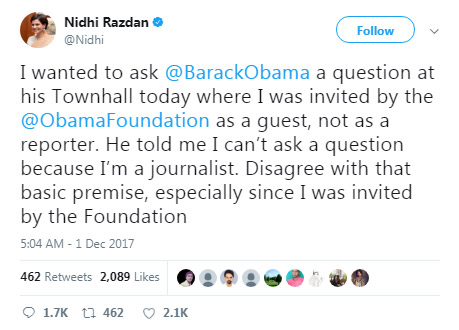 Nidhi Razdan
@Nidhi
Follow
I wanted to ask @BarackObama a question at
his Townhall today where I was invited by the
@ObamaFoundation as a guest, not as a
reporter. He told me I can't ask a question
because I'm a journalist. Disagree with that
basic premise, especially since I was invited
by the Foundation
5:04 AM - 1 Dec 2017
462 Retweets 2,089 Likes
1.7K 462 2.1K